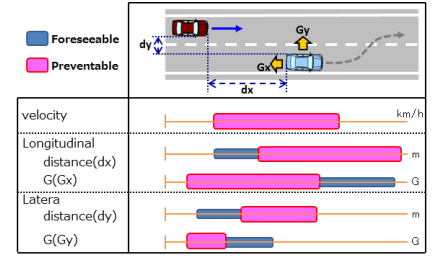 Foreseeable
Preventable
dy
Gy
Gx
dx
velocity
km/h
Longitudinal
distance(dx)
m
G(Gx)
G
Latera
distance(dy)
m
G(Gy)
G